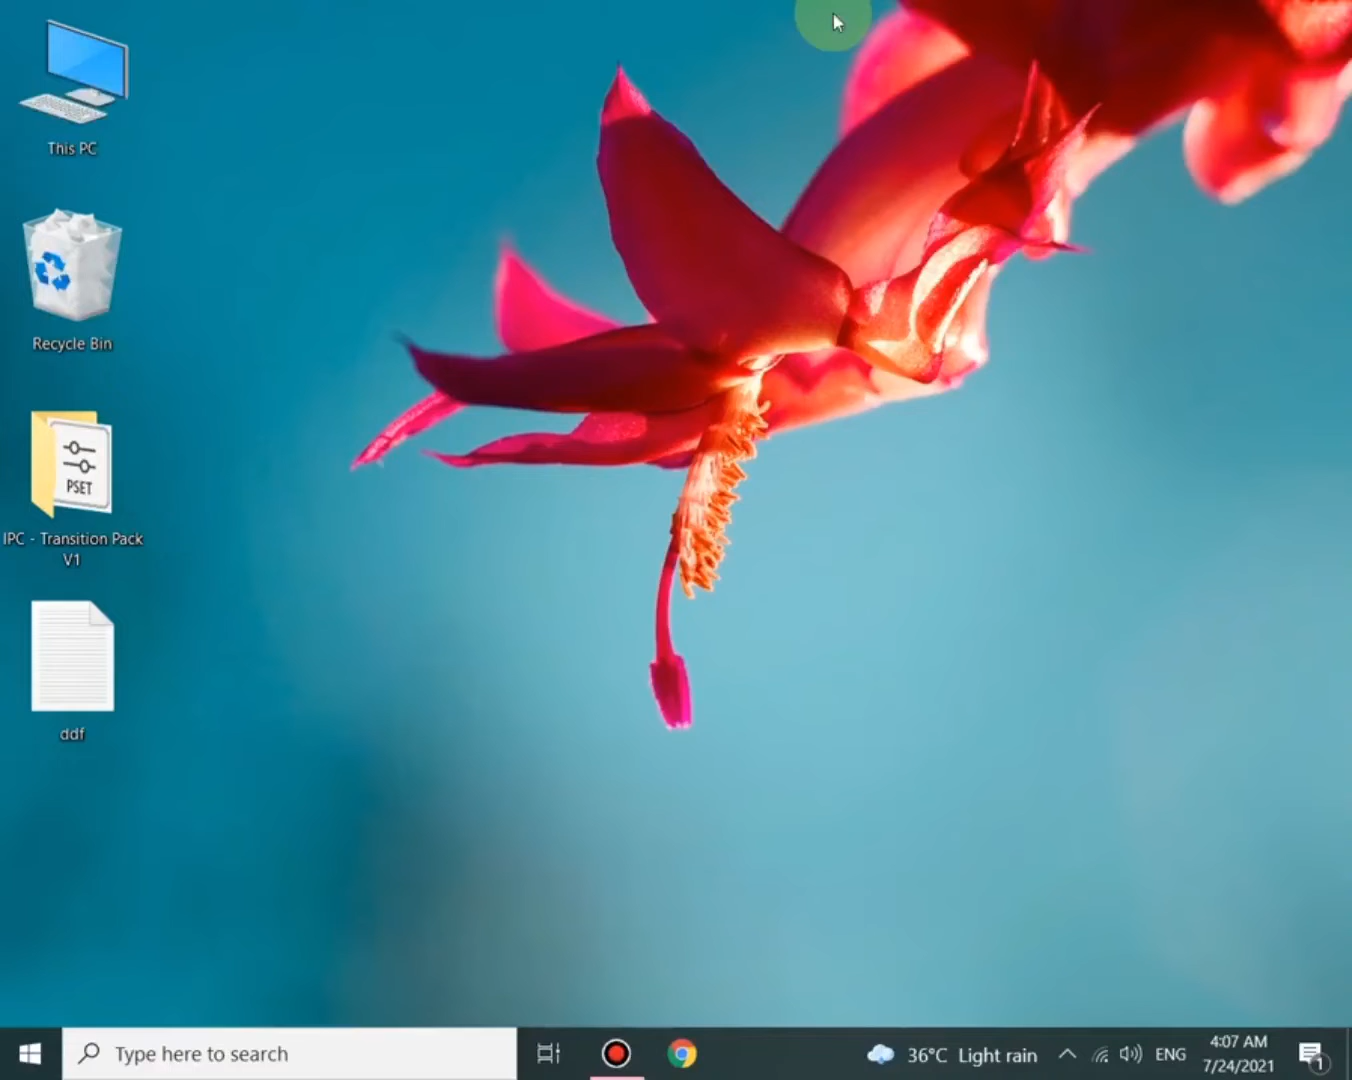 This PC
Recycle Bin
PSET
IPC - Transition Pack
V1
ddf
Type here to search
36°C Light rain
ENG
4:07 AM
7/24/2021
1